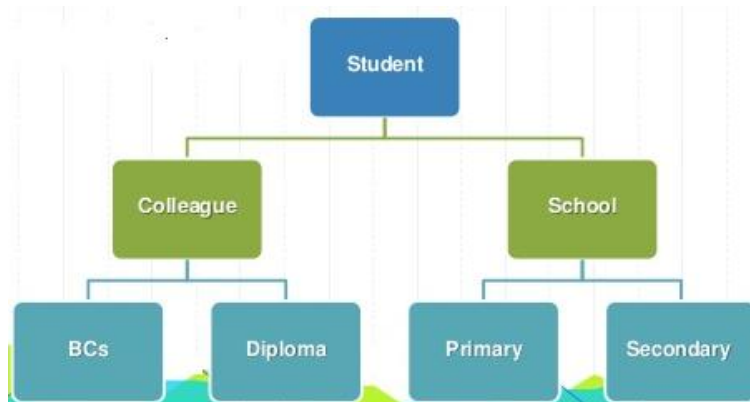 Student
Colleague
School
BCs
Diploma
Primary
Secondary